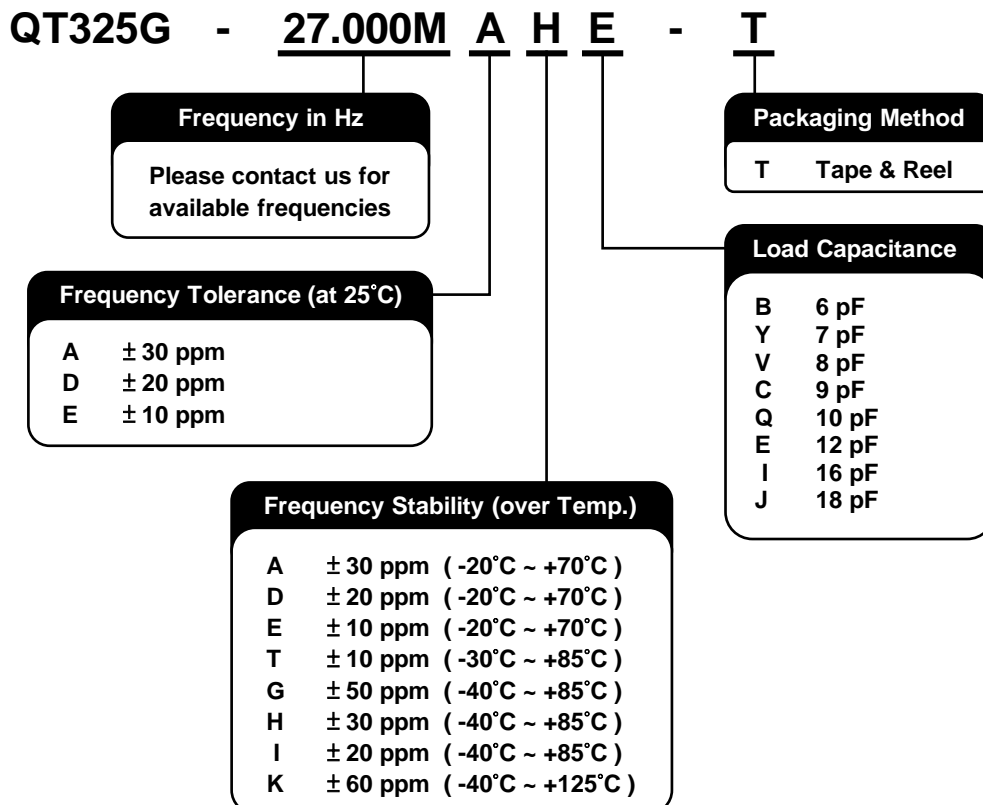 QT325G - 27.000M A H E - T
Frequency in Hz
Please contact us for
available frequencies
Packaging Method
T Tape & Reel
Load Capacitance
B 6 pF
Y 7 pF
V 8 pF
C 9 pF
Q 10 pF
E 12 pF
I 16 pF
J 18 pF
Frequency Tolerance (at 25˚C)
A ± 30 ppm
D ± 20 ppm
E ± 10 ppm
Frequency Stability (over Temp.)
A ± 30 ppm ( -20˚C ~ +70˚C )
D ± 20 ppm ( -20˚C ~ +70˚C )
E ± 10 ppm ( -20˚C ~ +70˚C )
T ± 10 ppm ( -30˚C ~ +85˚C )
G ± 50 ppm ( -40˚C ~ +85˚C )
H ± 30 ppm ( -40˚C ~ +85˚C )
I ± 20 ppm ( -40˚C ~ +85˚C )
K ± 60 ppm ( -40˚C ~ +125˚C )